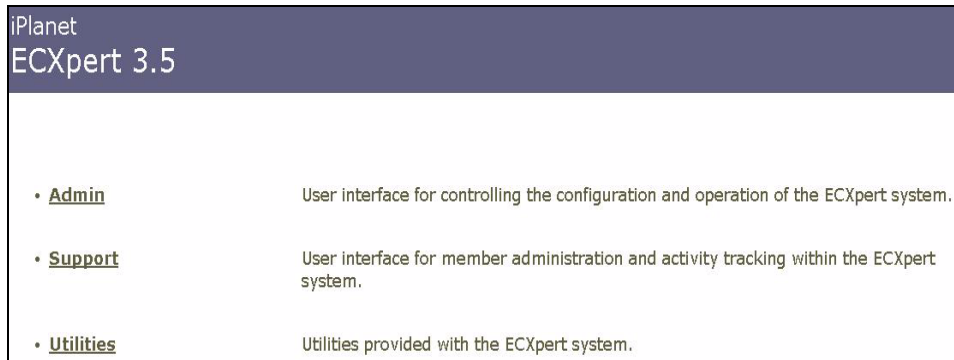 iPlanet
ECXpert 3.5
• Admin User interface for controlling the configuration and operation of the ECXpert system.
• Support User interface for member administration and activity tracking within the ECXpert
system.
• Utilities Utilities provided with the ECXpert system.